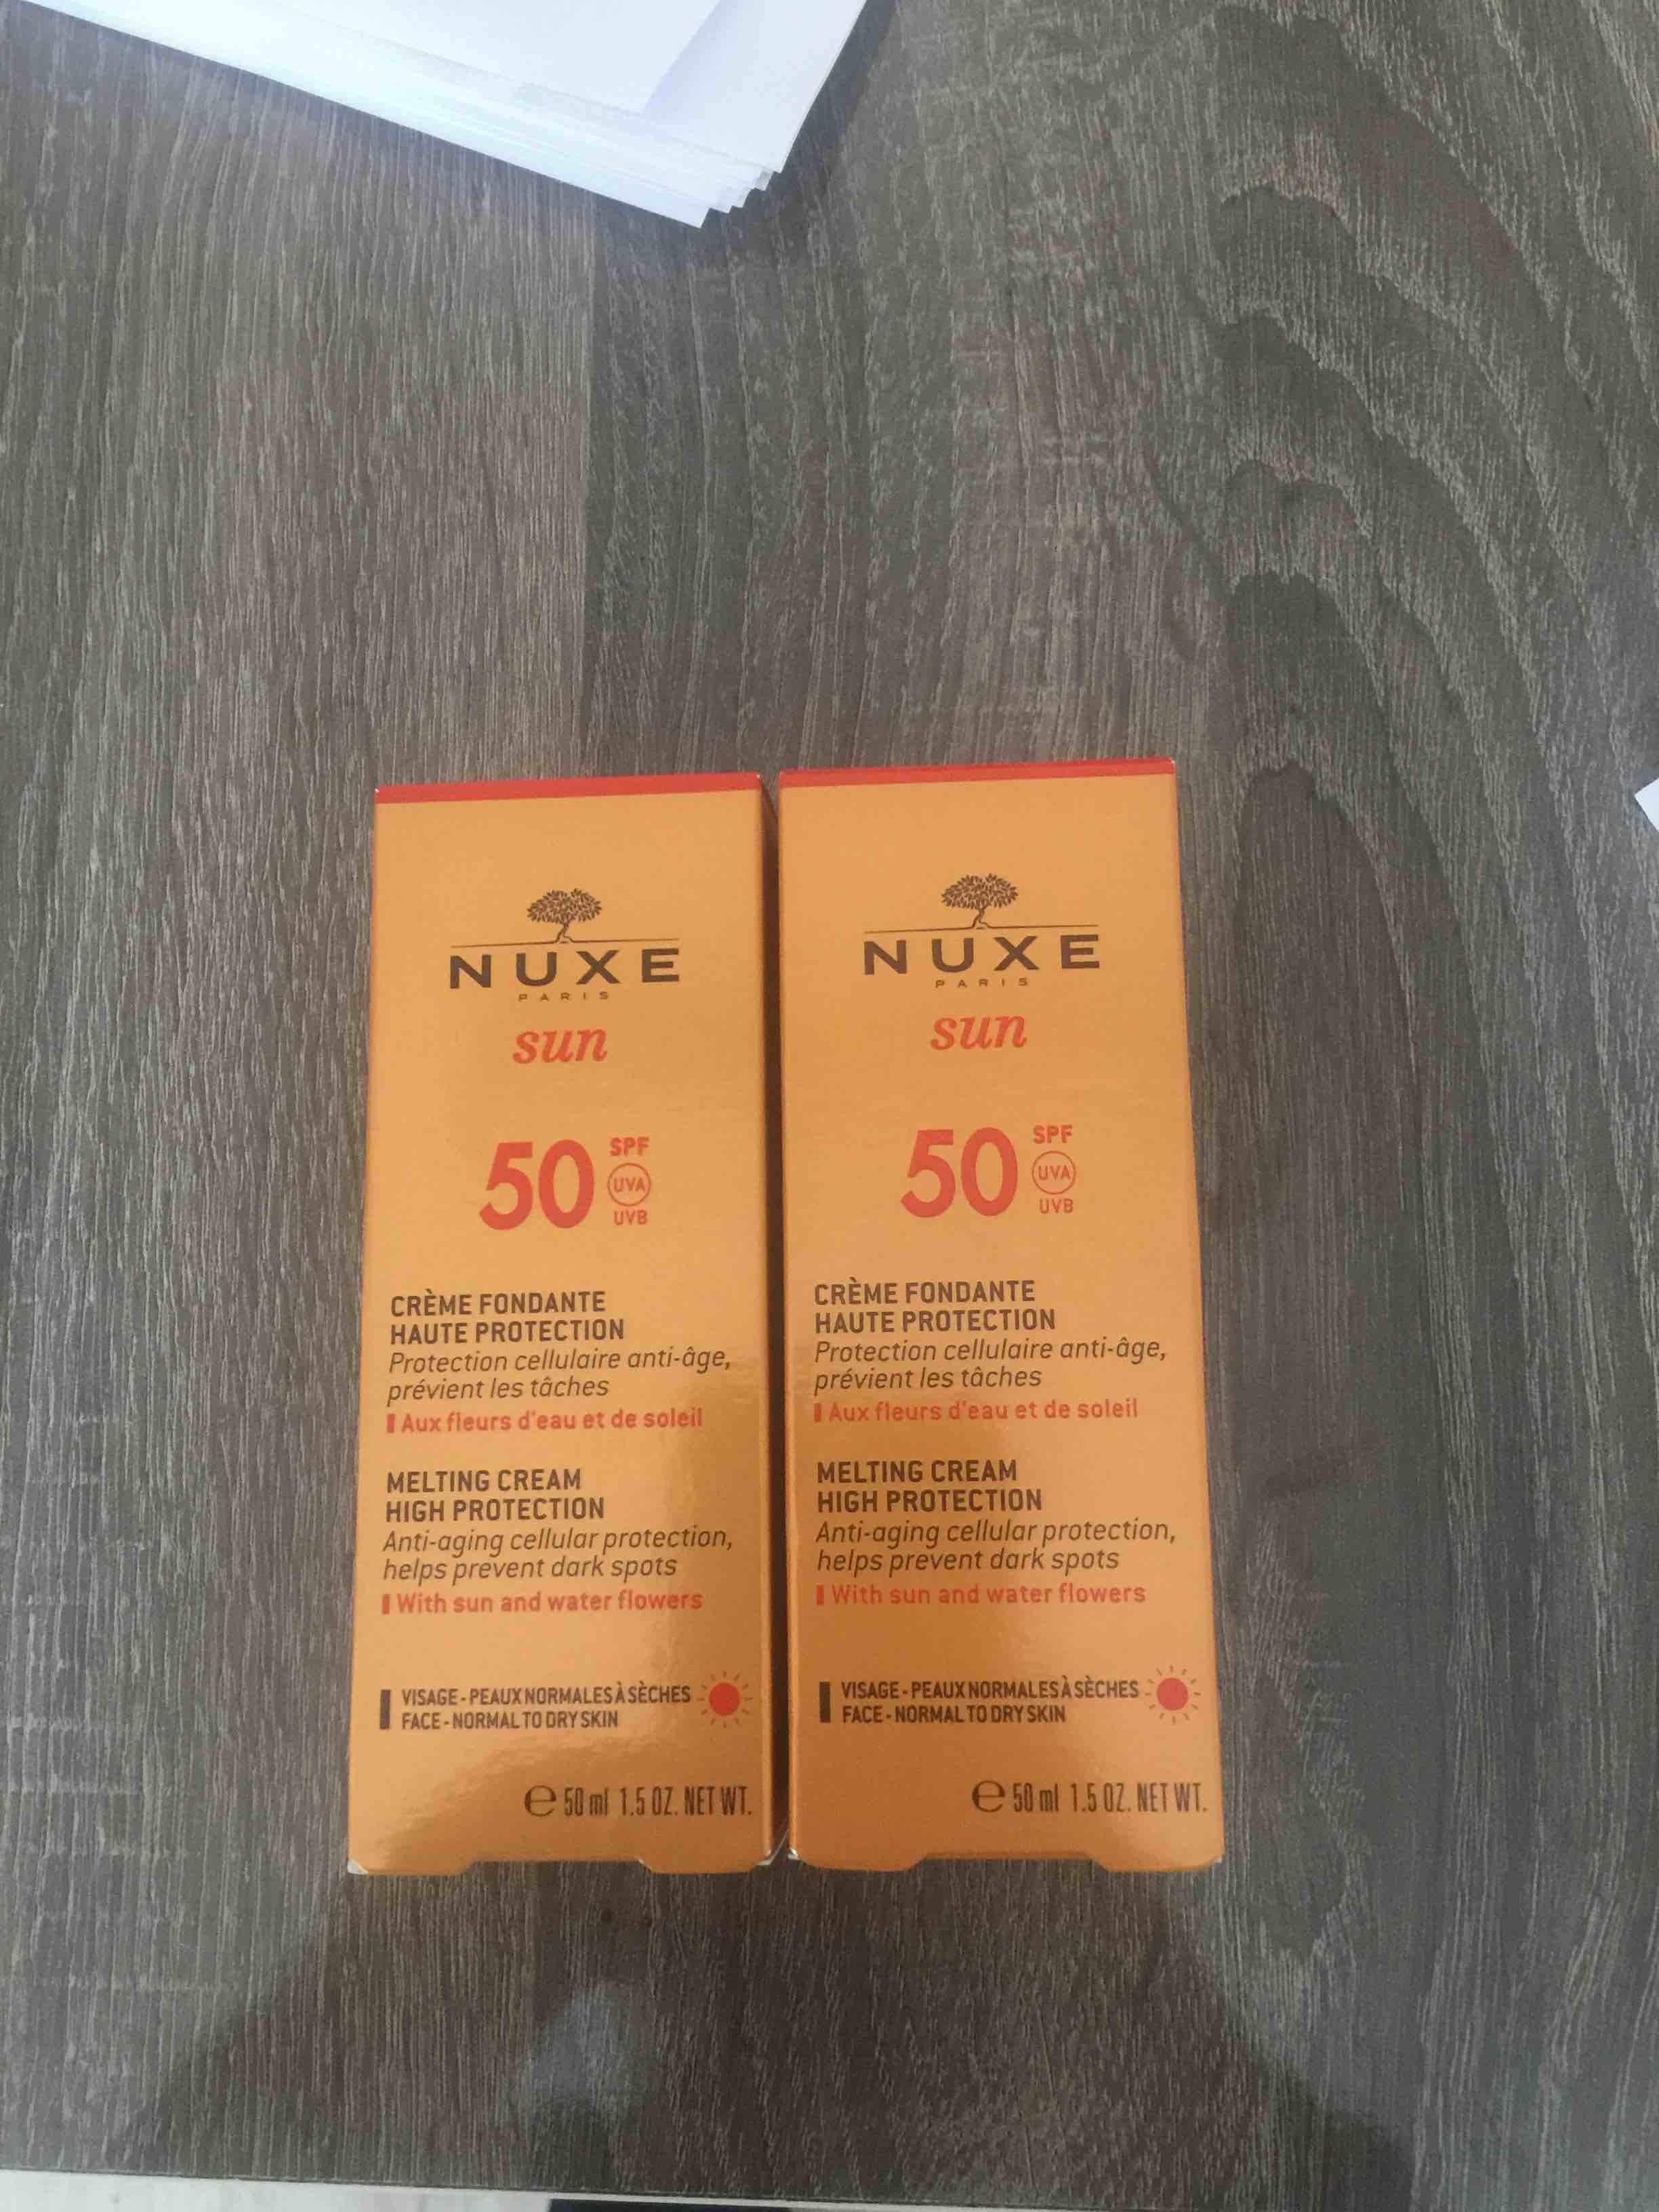 NUXE
PARIS
sun
50 SPF
UVA
UVB
CRÈME FONDANTE
HAUTE PROTECTION
Protection cellulaire anti-âge,
prévient les tâches
Aux fleurs d'eau et de soleil
MELTING CREAM
HIGH PROTECTION
Anti-aging cellular protection,
helps prevent dark spots
With sun and water flowers
VISAGE - PEAUX NORMALES À SÈCHES
FACE - NORMAL TO DRY SKIN
e 50 ml 1.5 OZ. NET WT.
NUXE
PARIS
sun
50 SPF
UVA
UVB
CRÈME FONDANTE
HAUTE PROTECTION
Protection cellulaire anti-âge,
prévient les tâches
Aux fleurs d'eau et de soleil
MELTING CREAM
HIGH PROTECTION
Anti-aging cellular protection,
helps prevent dark spots
With sun and water flowers
VISAGE - PEAUX NORMALES À SÈCHES
FACE - NORMAL TO DRY SKIN
e 50 ml 1.5 OZ. NET WT.